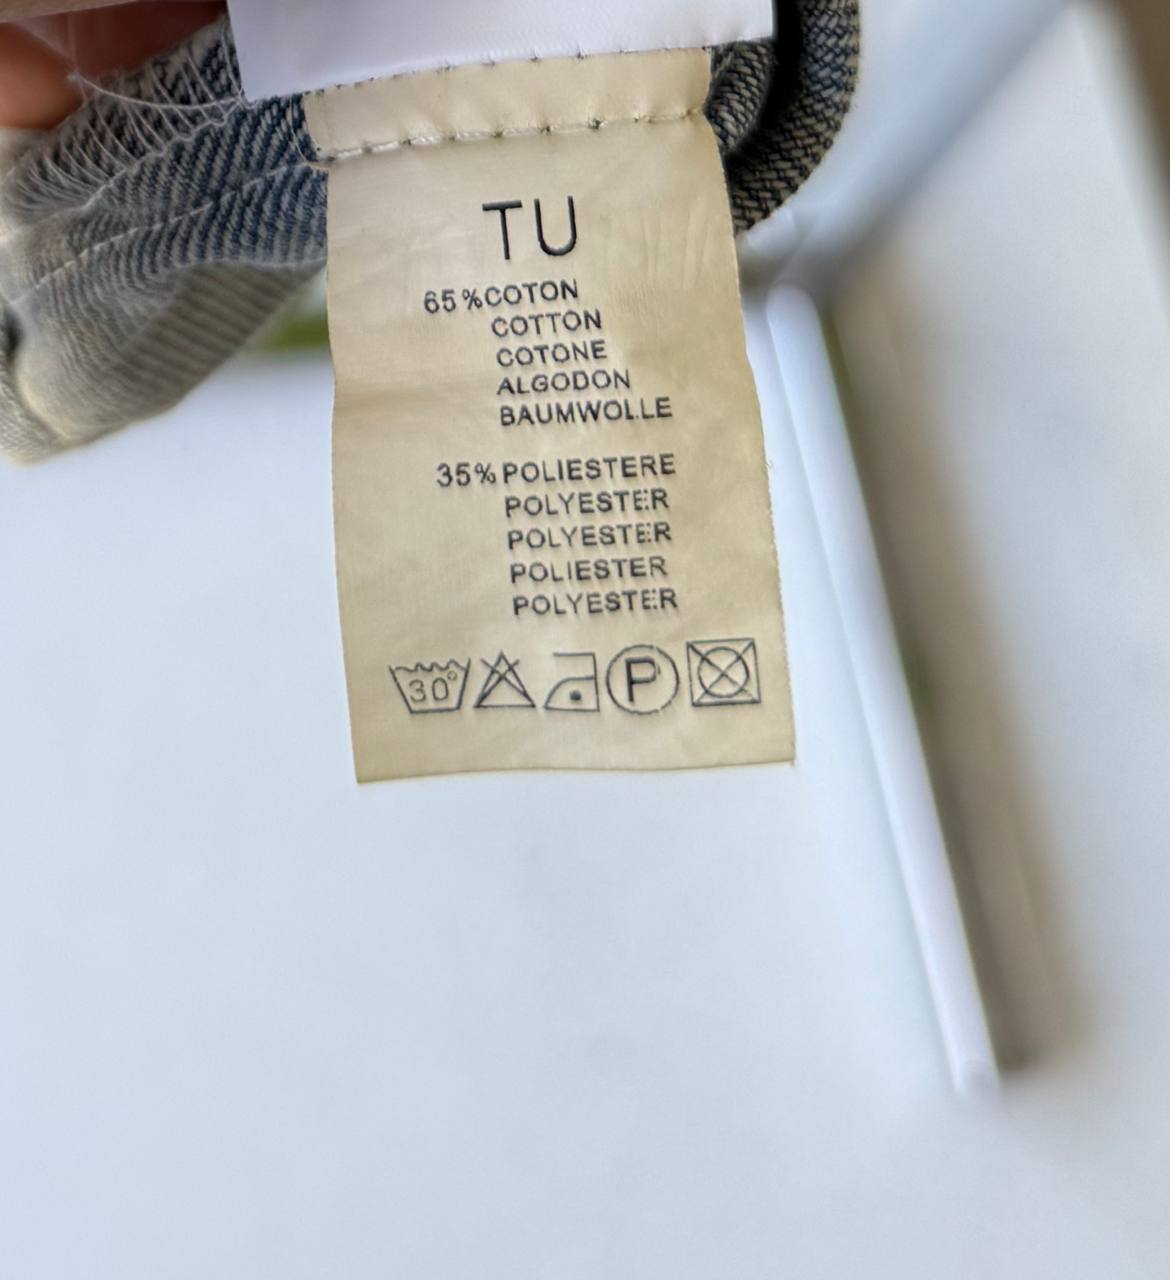 TU
65%COTON
COTTON
COTONE
ALGODON
BAUMWOLLE
35%POLIESTERE
POLYESTER
POLYESTER
POLIESTER
POLYESTER
30° P